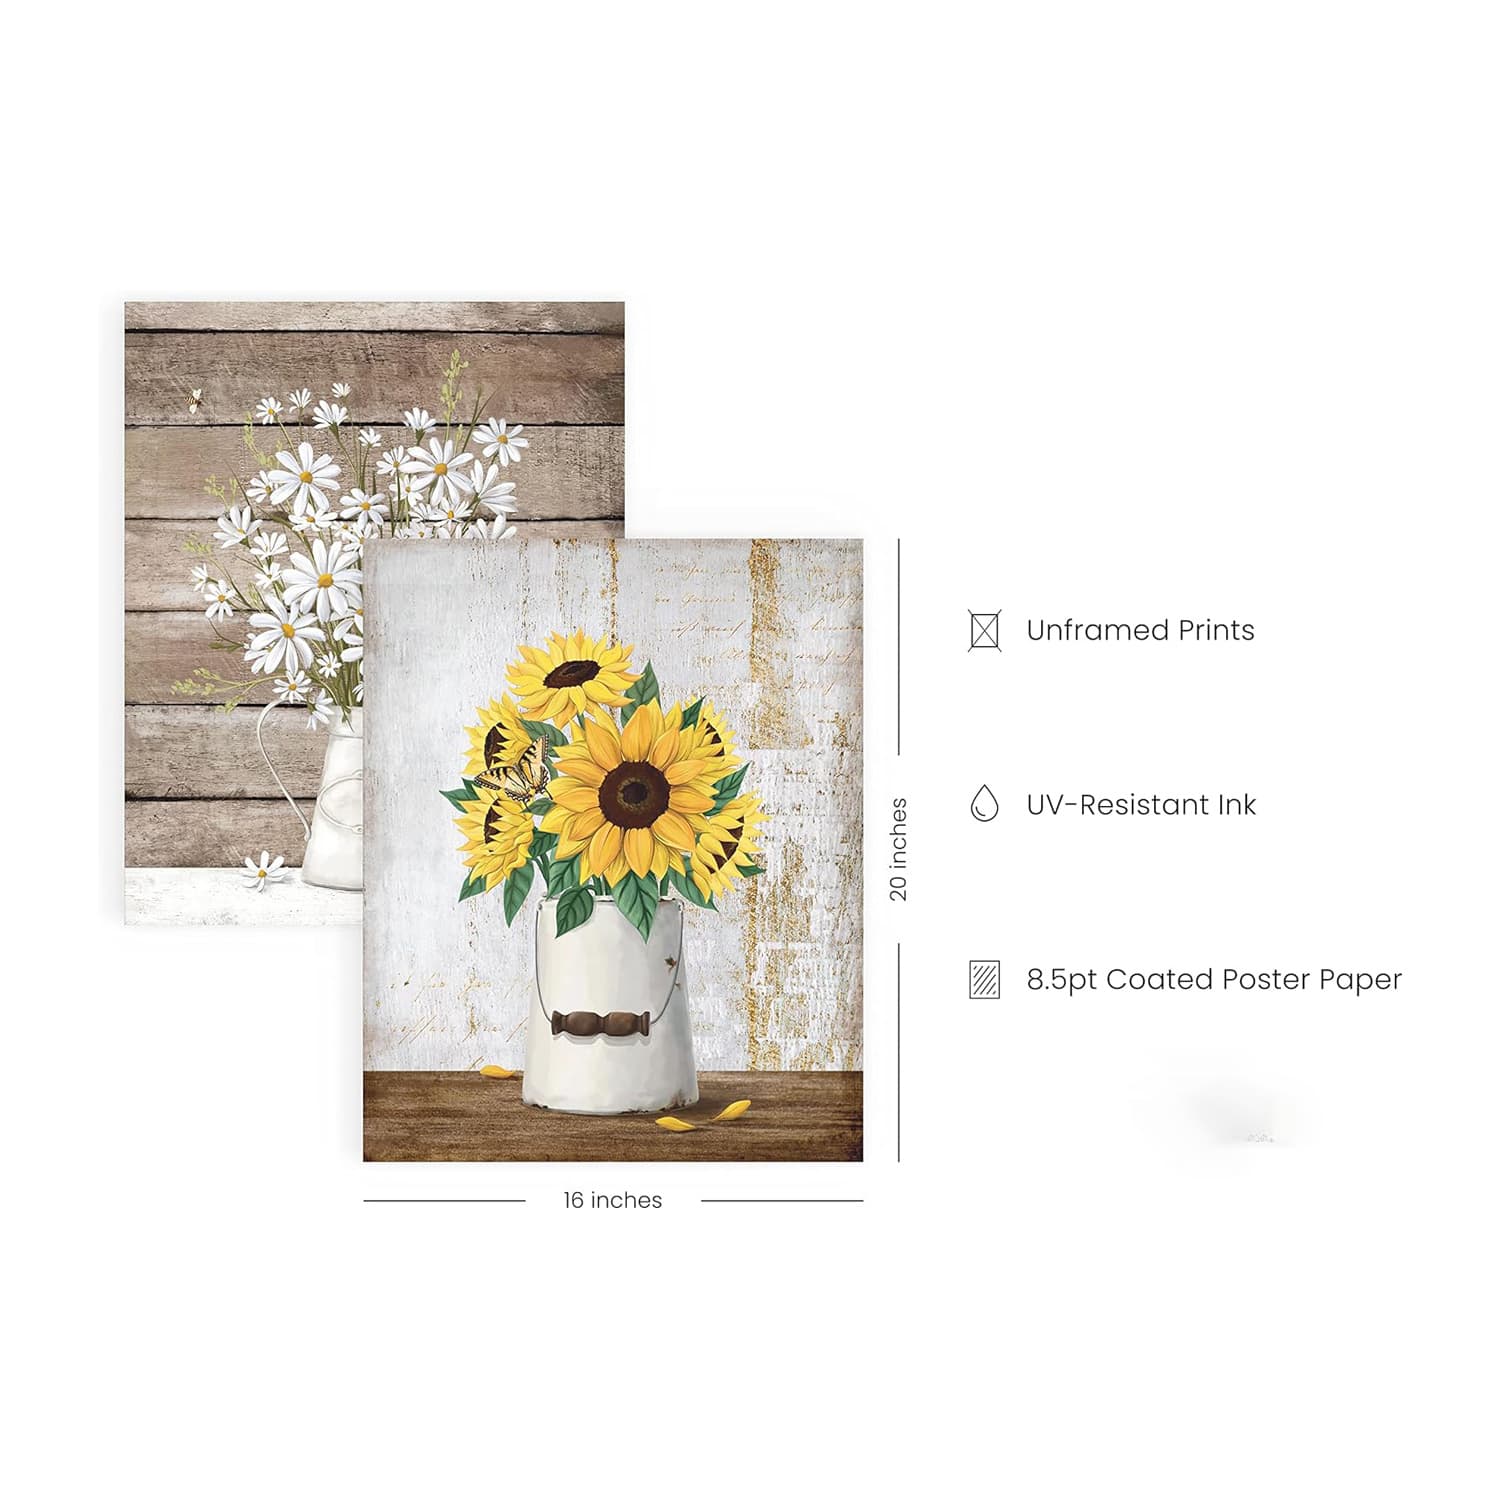 Unframed Prints
UV-Resistant Ink
20 inches
8.5pt Coated Poster Paper
16 inches